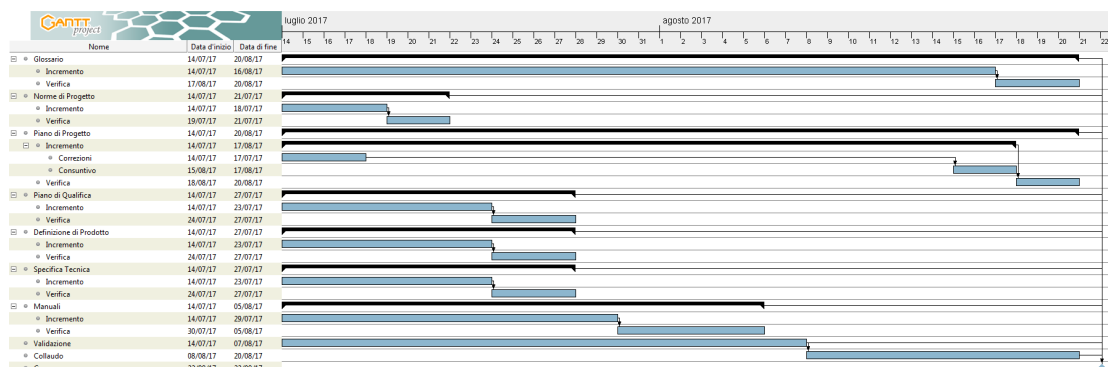 GANTT
project
luglio 2017 agosto 2017
Nome Data d'inizio Data di fine 14 15 16 17 18 19 20 21 22 23 24 25 26 27 28 29 30 31 1 2 3 4 5 6 7 8 9 10 11 12 13 14 15 16 17 18 19 20 21 22
Glossario 14/07/17 20/08/17
Incremento 14/07/17 16/08/17
Verifica 17/08/17 20/08/17
Norme di Progetto 14/07/17 21/07/17
Incremento 14/07/17 18/07/17
Verifica 19/07/17 21/07/17
Piano di Progetto 14/07/17 20/08/17
Incremento 14/07/17 17/08/17
Correzioni 14/07/17 17/07/17
Consuntivo 15/08/17 17/08/17
Verifica 18/08/17 20/08/17
Piano di Qualifica 14/07/17 27/07/17
Incremento 14/07/17 23/07/17
Verifica 24/07/17 27/07/17
Definizione di Prodotto 14/07/17 27/07/17
Incremento 14/07/17 23/07/17
Verifica 24/07/17 27/07/17
Specifica Tecnica 14/07/17 27/07/17
Incremento 14/07/17 23/07/17
Verifica 24/07/17 27/07/17
Manuali 14/07/17 05/08/17
Incremento 14/07/17 29/07/17
Verifica 30/07/17 05/08/17
Validazione 14/07/17 07/08/17
Collaudo 08/08/17 20/08/17